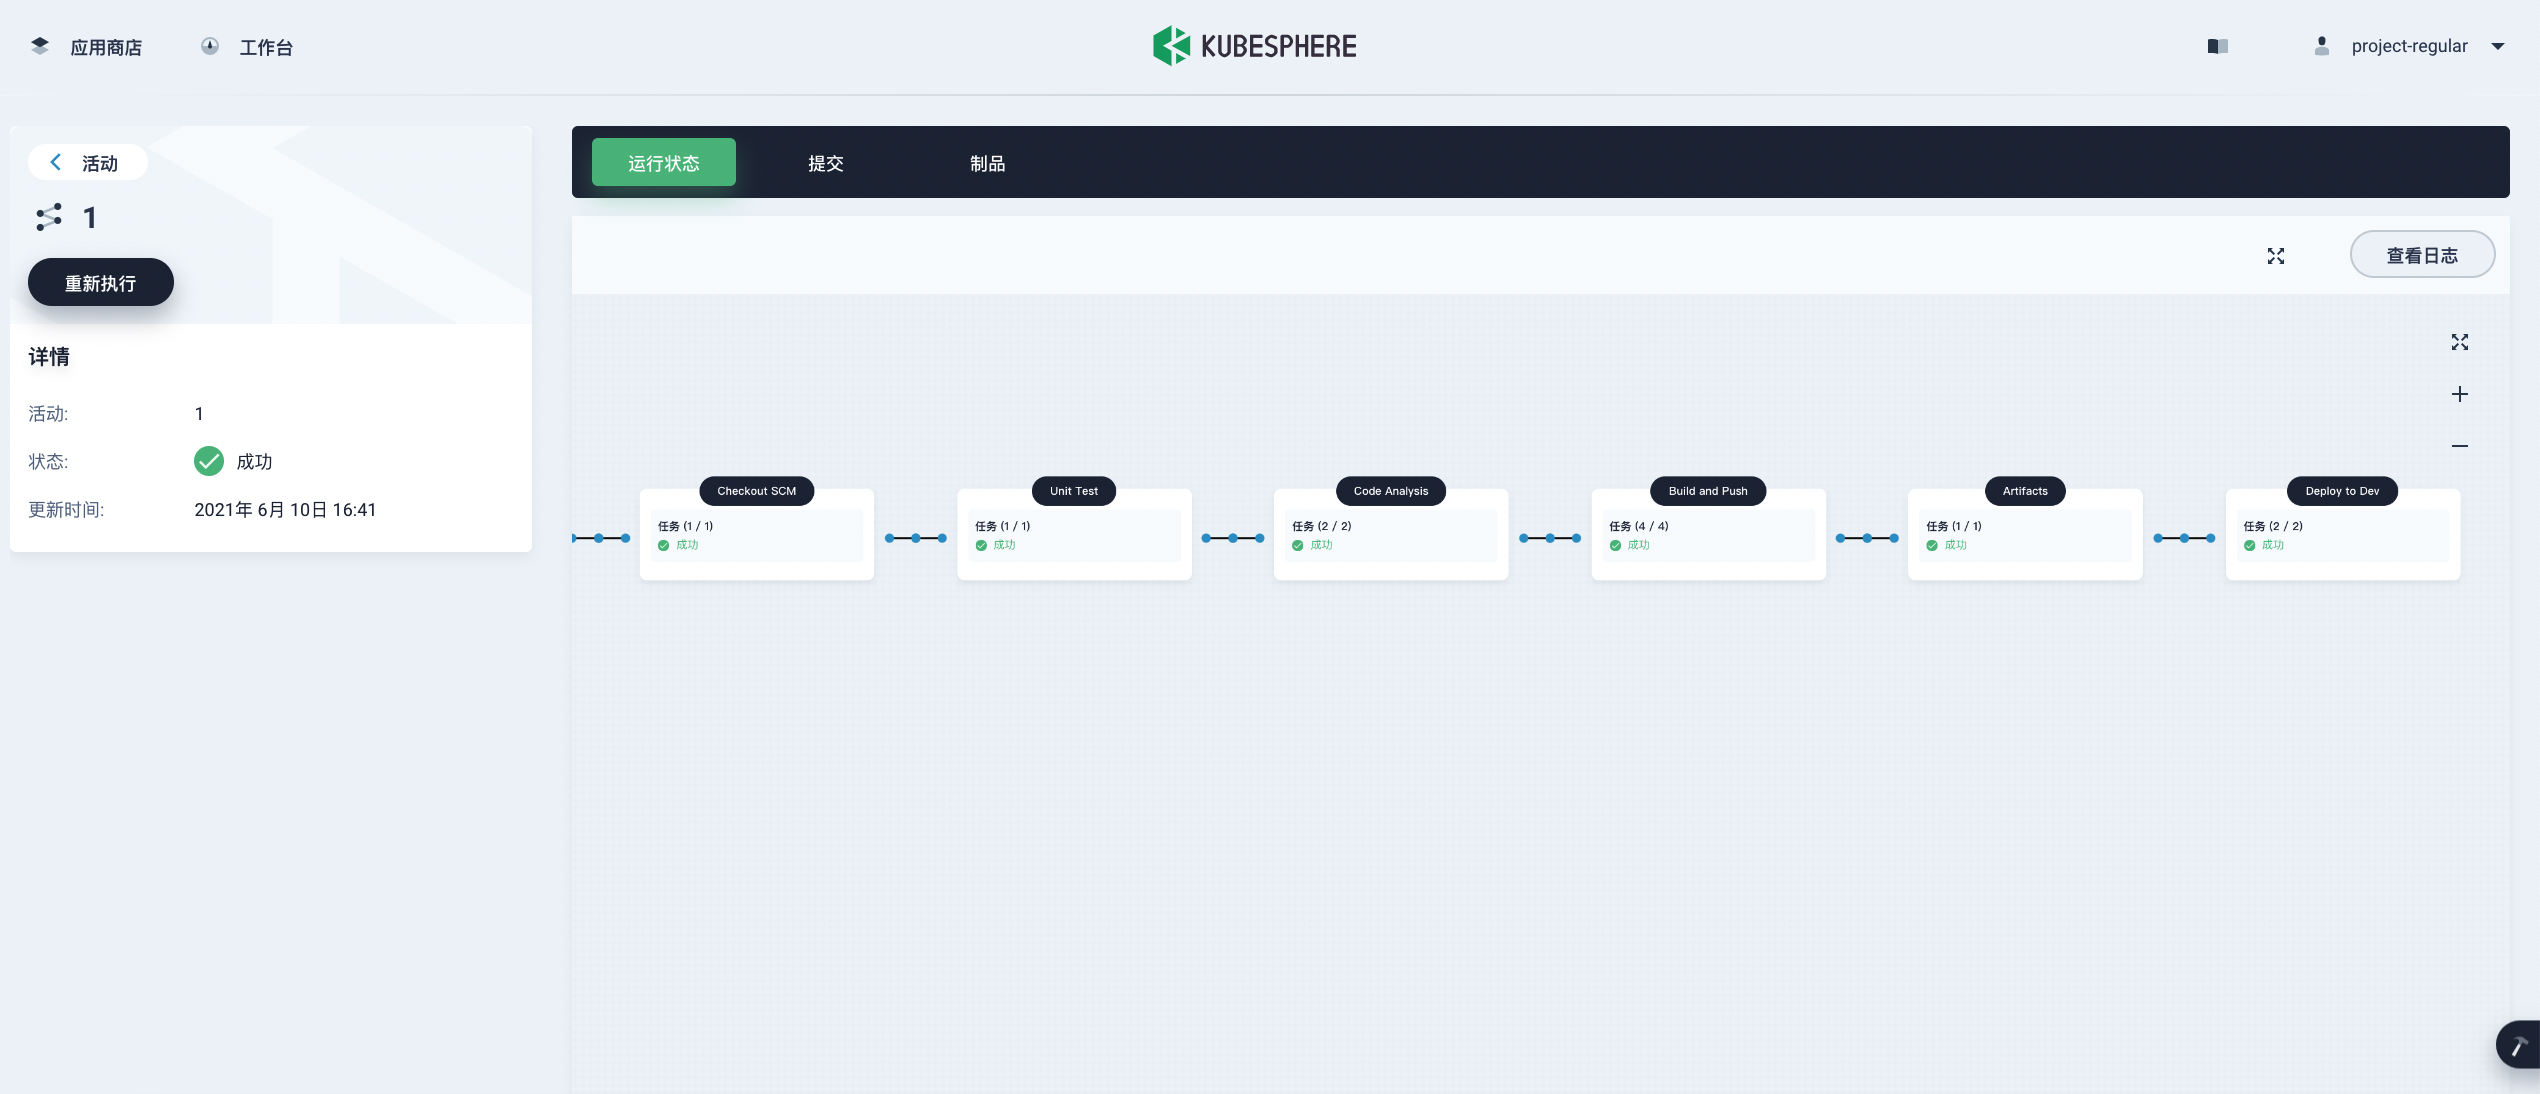 应用商店
工作台
KUBESPHERE
project-regular
活动
1
重新执行
详情
活动: 1
状态: 成功
更新时间: 2021年 6月 10日 16:41
运行状态
提交
制品
查看日志
Checkout SCM
任务 (1 / 1)
成功
Unit Test
任务 (1 / 1)
成功
Code Analysis
任务 (2 / 2)
成功
Build and Push
任务 (4 / 4)
成功
Artifacts
任务 (1 / 1)
成功
Deploy to Dev
任务 (2 / 2)
成功